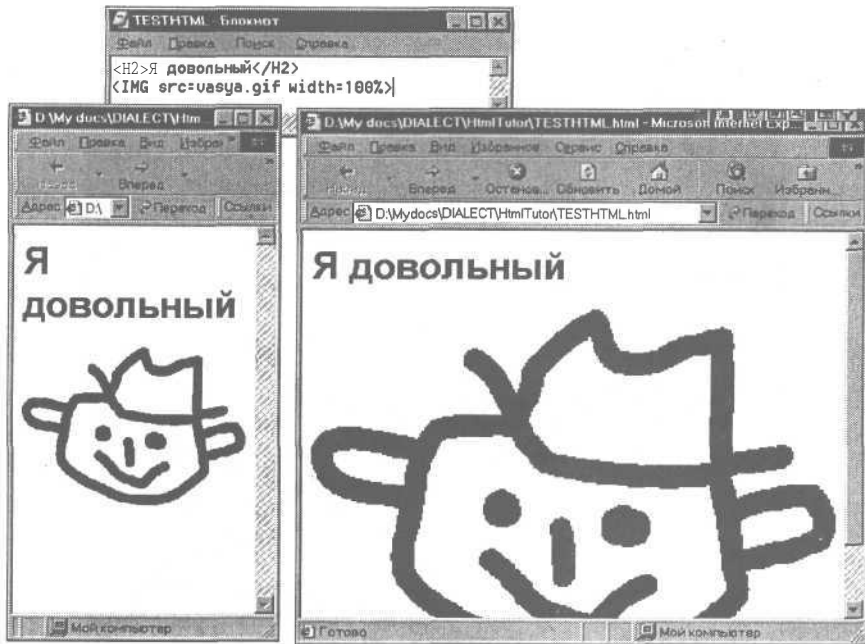 TESTHTML - Блокнот
Файл Правка Поиск Справка
<H2>Я довольный</H2>
<IMG src=vasya.gif width=100%>
D:\My docs\DIALECT\Htm
Файл Правка Вид Избран »
Назад Вперед »
Адрес D:\ Переход Ссылки
Я
довольный
Мой компьютер
D:\My docs\DIALECT\HtmlTutor\TESTHTML.html - Microsoft Internet Exp...
Файл Правка Вид Избранное Сервис Справка
Назад Вперед Останов... Обновить Домой Поиск Избранн...
Адрес D:\Mydocs\DIALECT\HtmlTutor\TESTHTML.html Переход Ссылки
Я довольный
Готово Мой компьютер